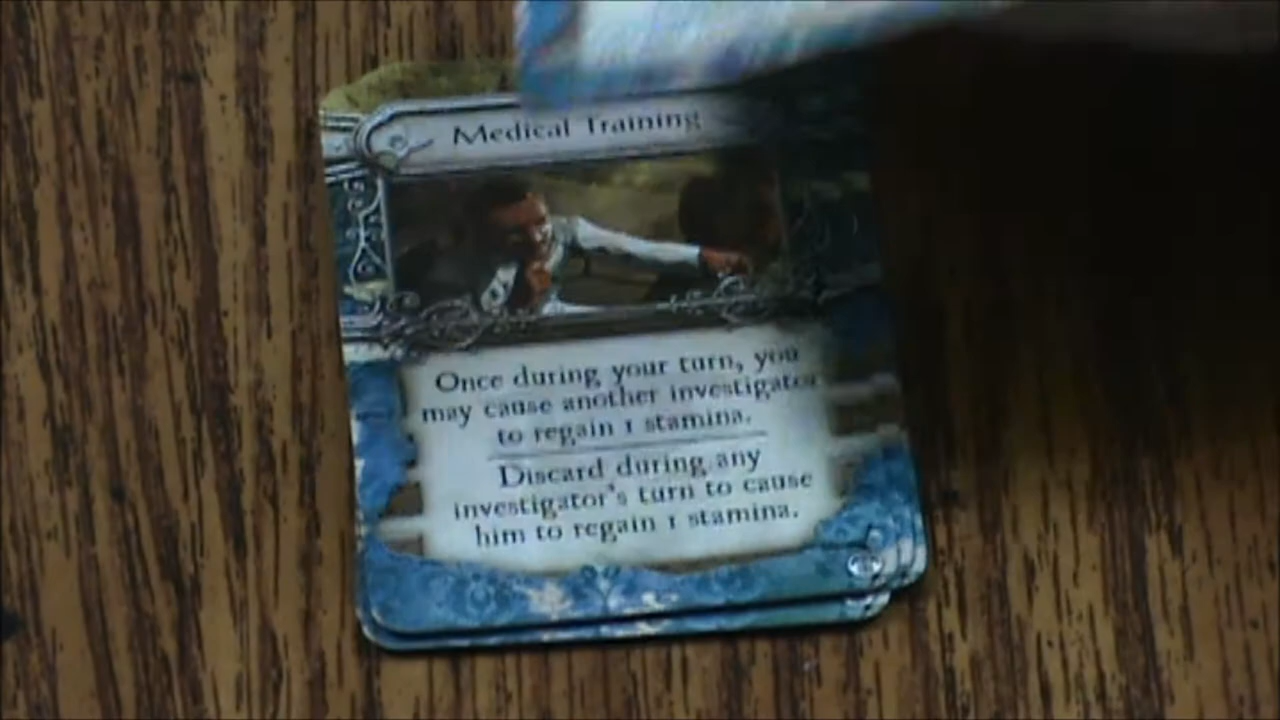 Medical Training
Once during your turn, you
may cause another investigator
to regain 1 stamina.
Discard during any
investigator's turn to cause
him to regain 1 stamina.